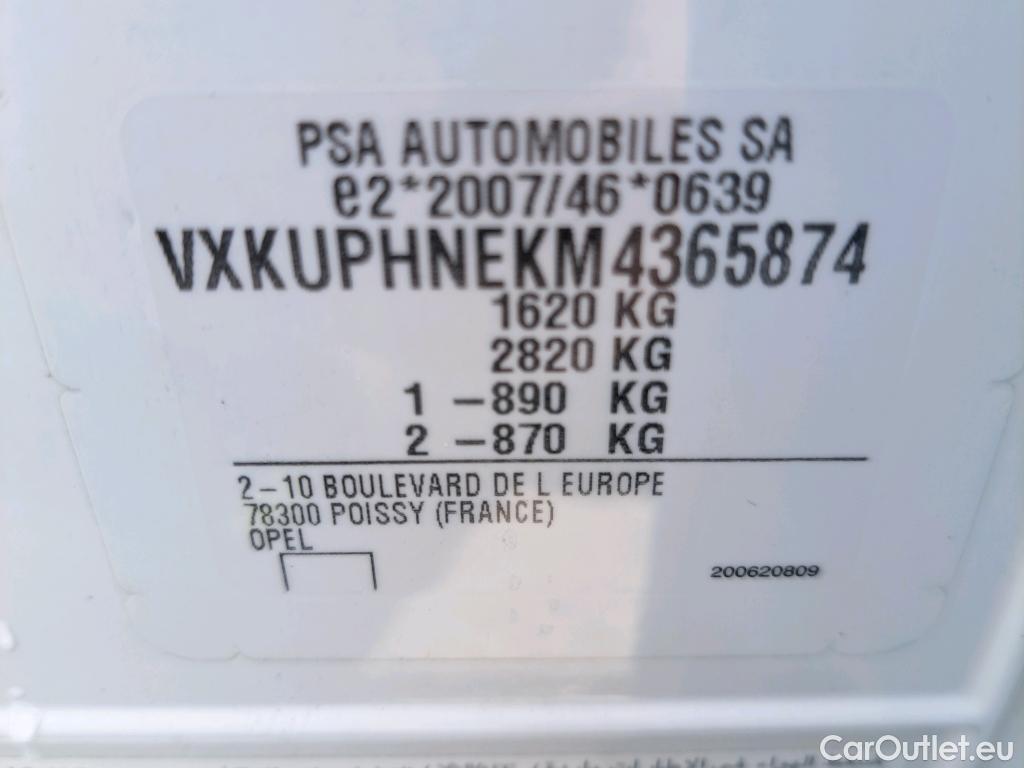 PSA AUTOMOBILES SA
e2*2007/46*0639
VXKUPHNEKM4365874
1620 KG
2820 KG
1 -890 KG
2 -870 KG
2-10 BOULEVARD DE L EUROPE
78300 POISSY (FRANCE)
OPEL
200620809
CarOutlet.eu